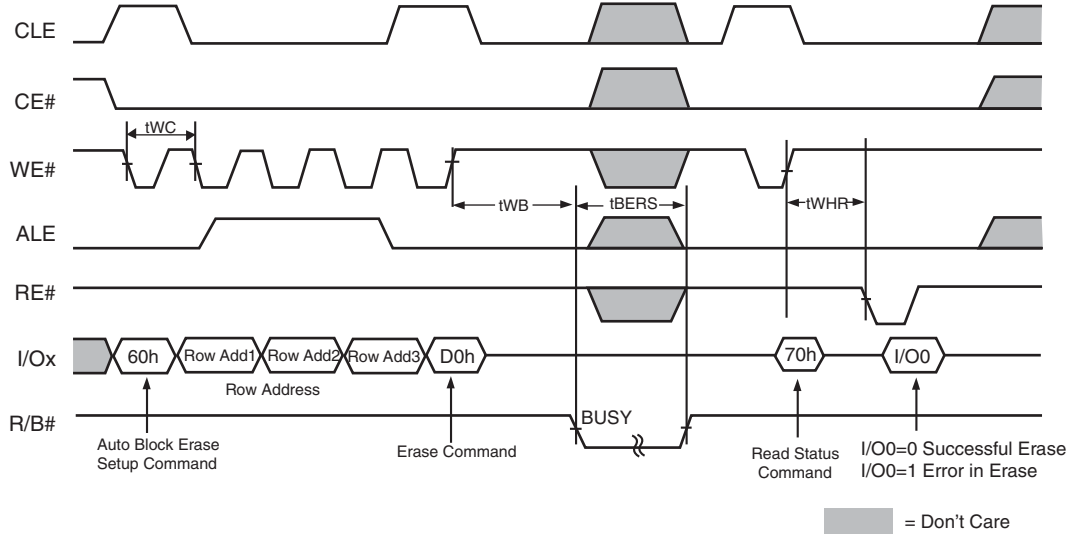 CLE
CE#
tWC
WE#
tWB
tBERS
tWHR
ALE
RE#
I/Ox
60h
Row Add1
Row Add2
Row Add3
D0h
70h
I/O0
Row Address
R/B#
BUSY
Auto Block Erase
Setup Command
Erase Command
Read Status
Command
I/O0=0 Successful Erase
I/O0=1 Error in Erase
= Don't Care